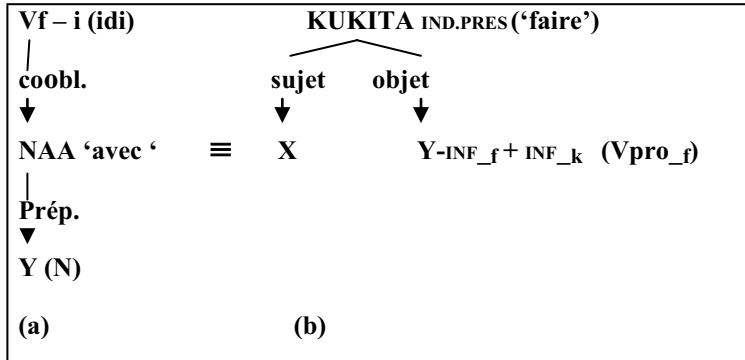 Vf – i (idi) KUKITA IND.PRES (‘faire’)
coobl. sujet objet
NAA ‘avec ‘ ≡ X Y-INF_f + INF_k (Vpro_f)
Prép.
Y (N)
(a) (b)